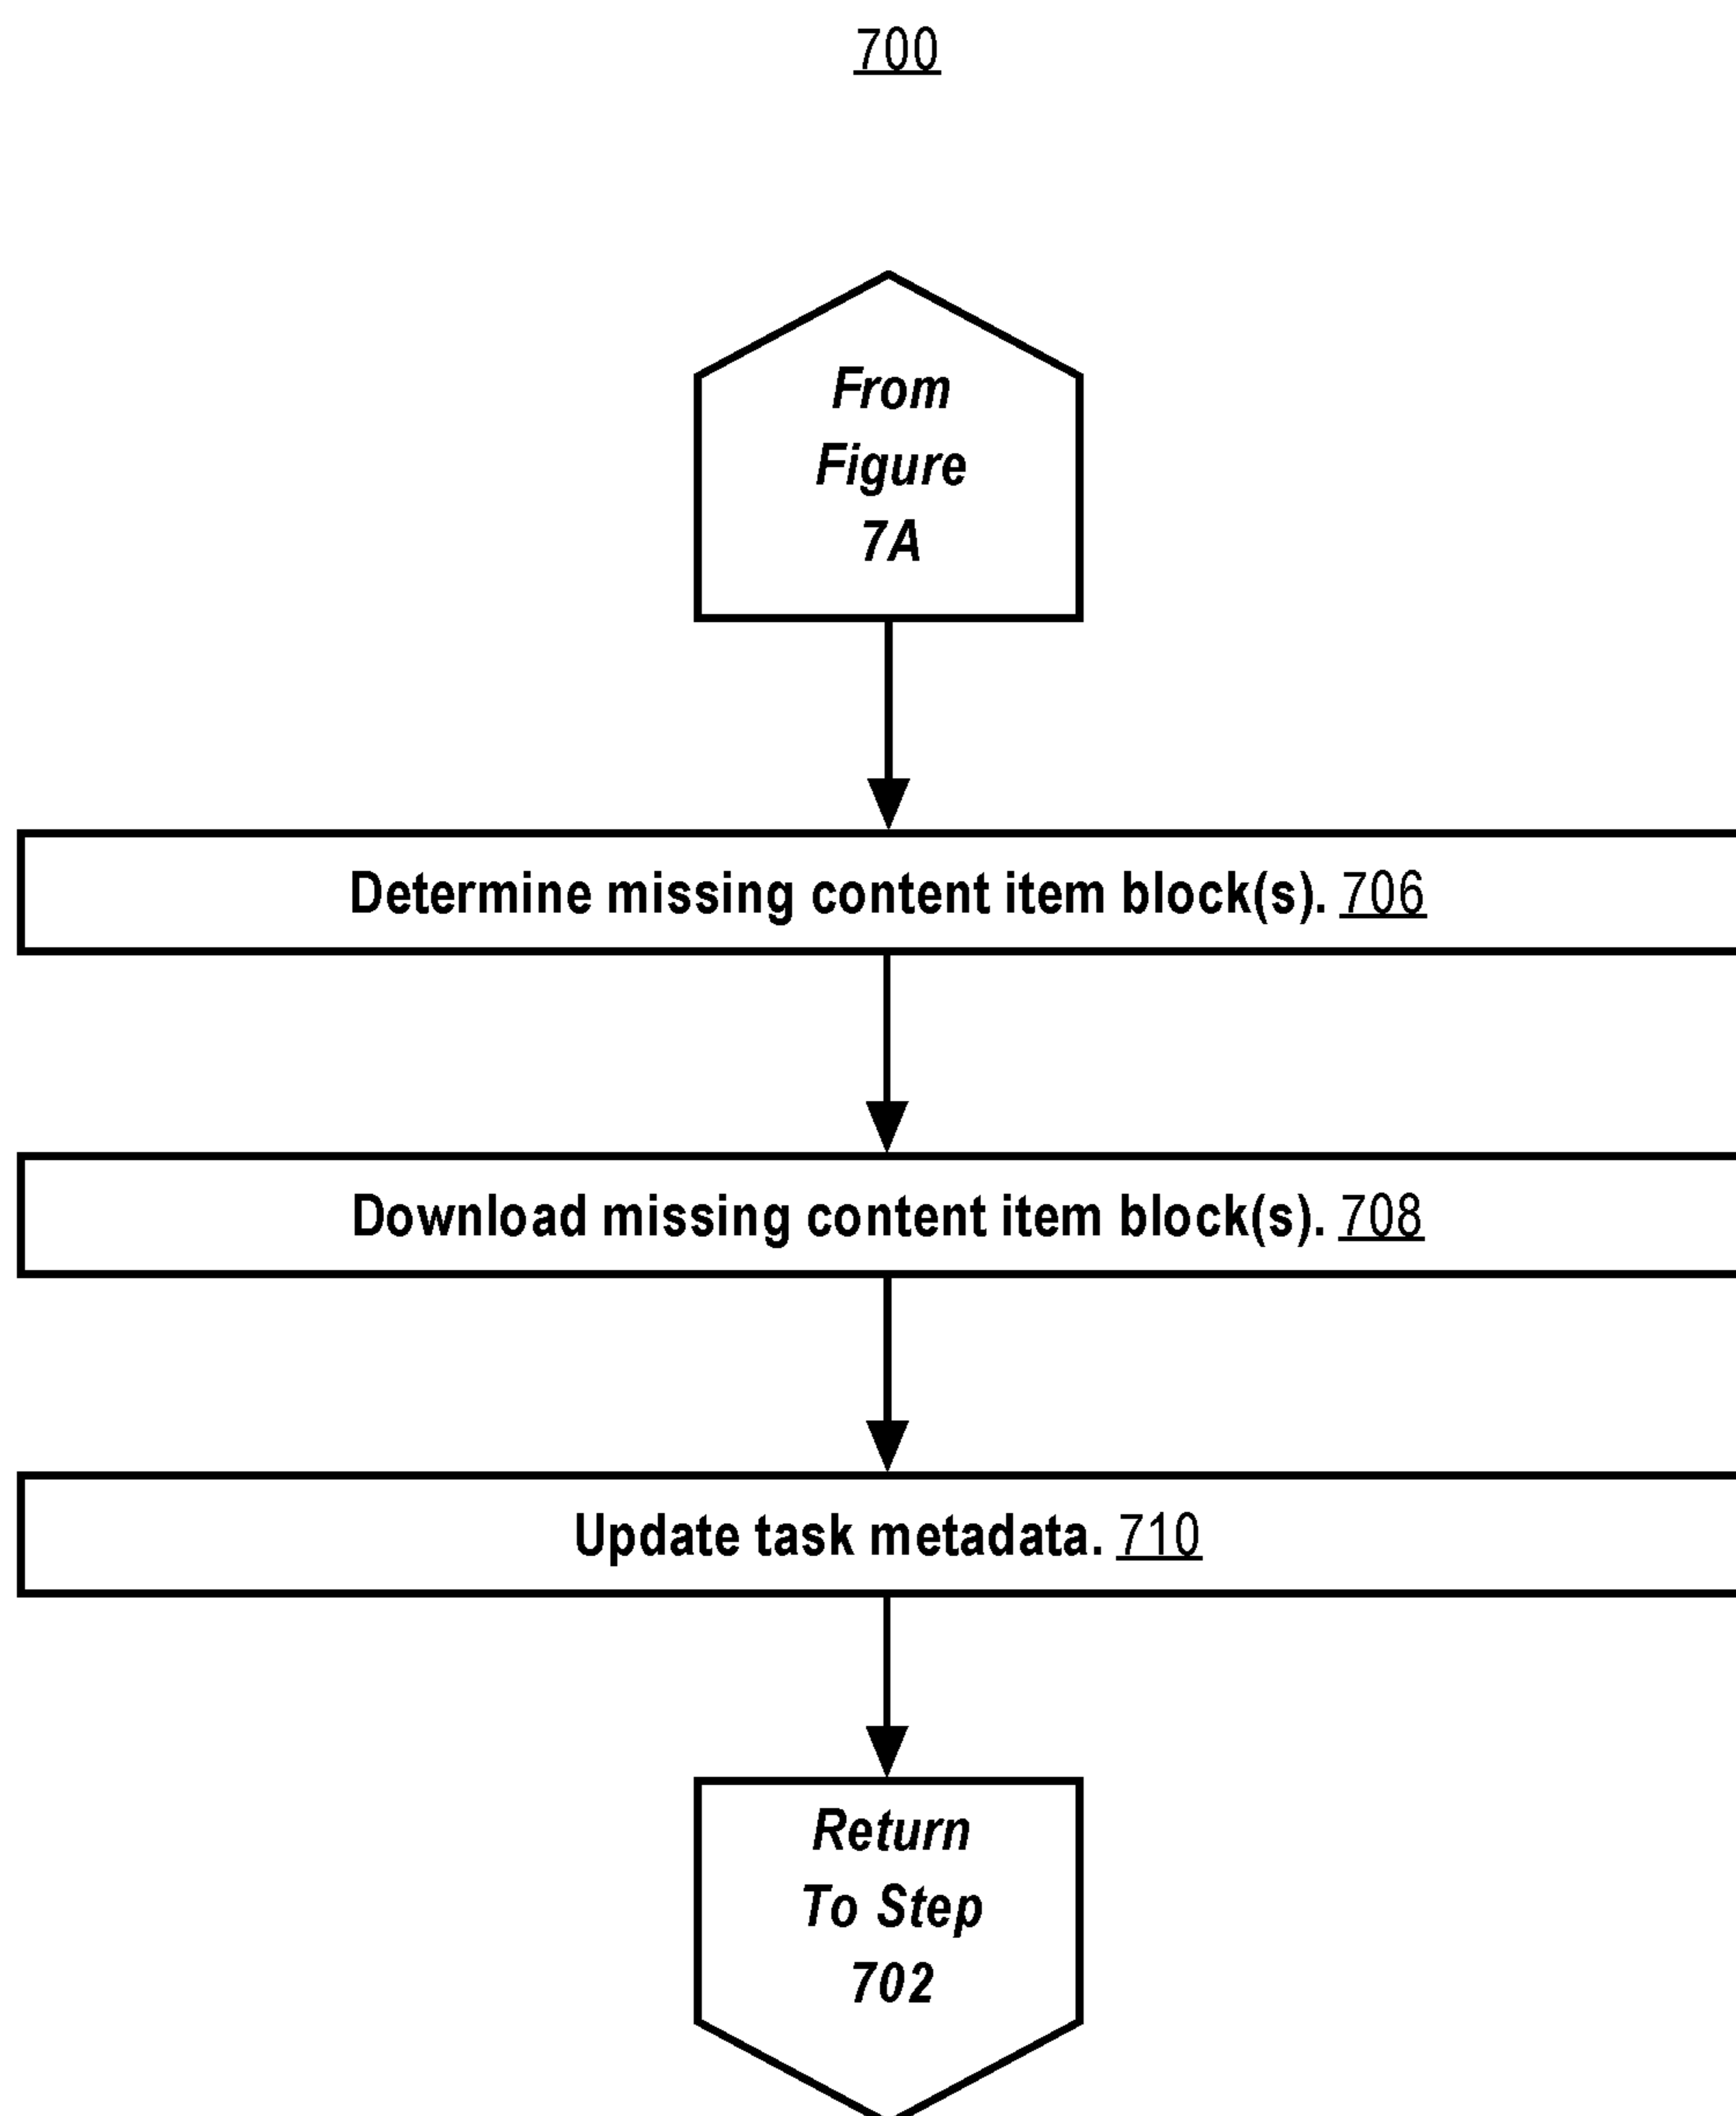 700
From
Figure
7A
Determine missing content item block(s). 706
Download missing content item block(s). 708
Update task metadata. 710
Return
To Step
702